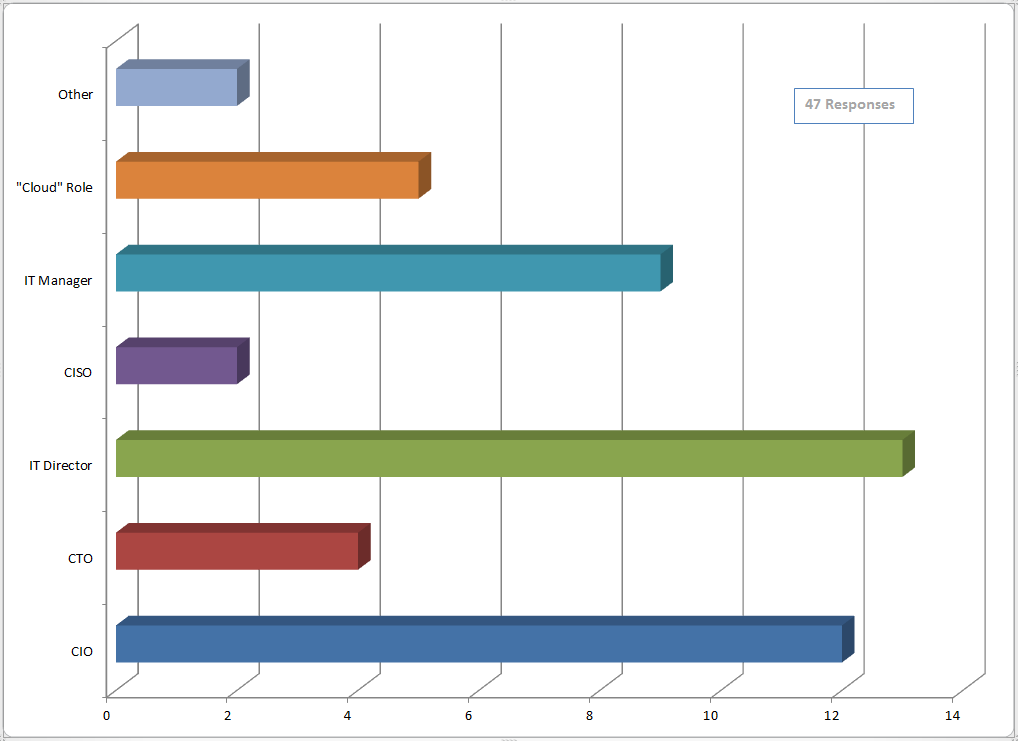 Other
47 Responses
"Cloud" Role
IT Manager
CISO
IT Director
CTO
CIO
0 2 4 6 8 10 12 14